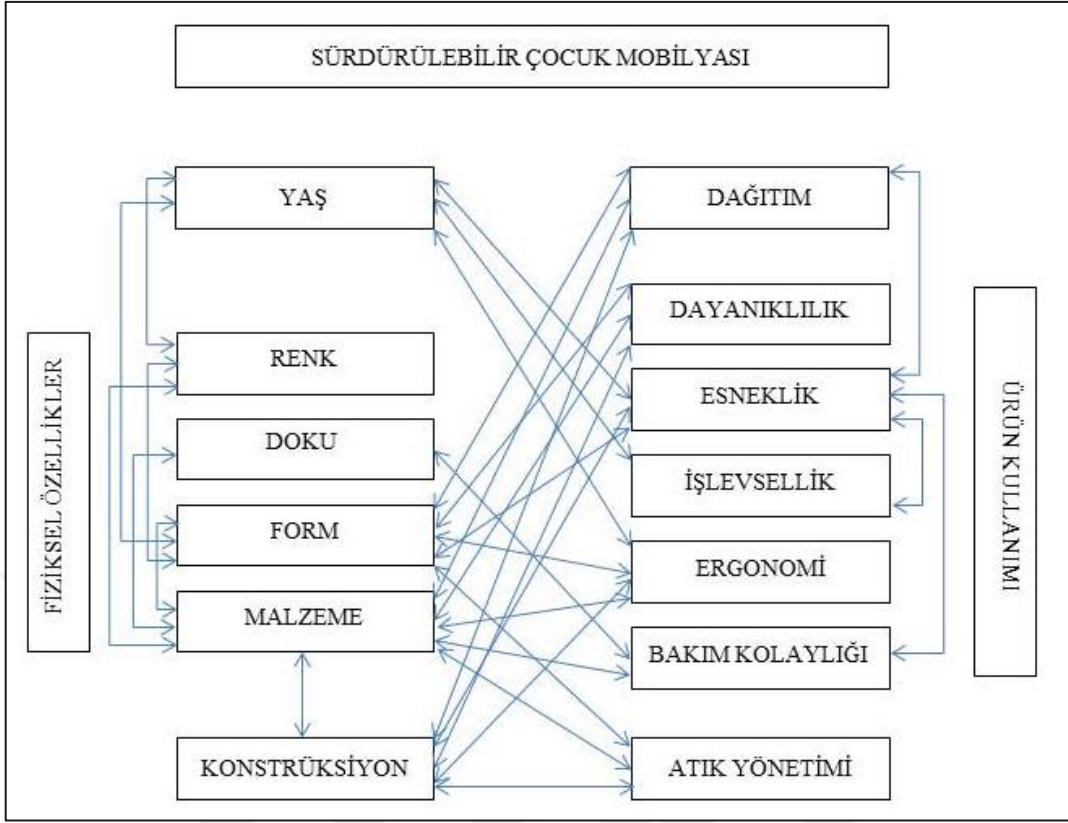 SÜRDÜRÜLEBİLİR ÇOCUK MOBİLYASI
YAŞ
DAĞITIM
DAYANIKLILIK
RENK
ESNEKLİK
DOKU
İŞLEVSELLİK
FORM
ERGONOMİ
MALZEME
BAKIM KOLAYLIĞI
KONSTRÜKSİYON
ATIK YÖNETİMİ
FİZİKSEL ÖZELLİKLER
ÜRÜN KULLANIMI